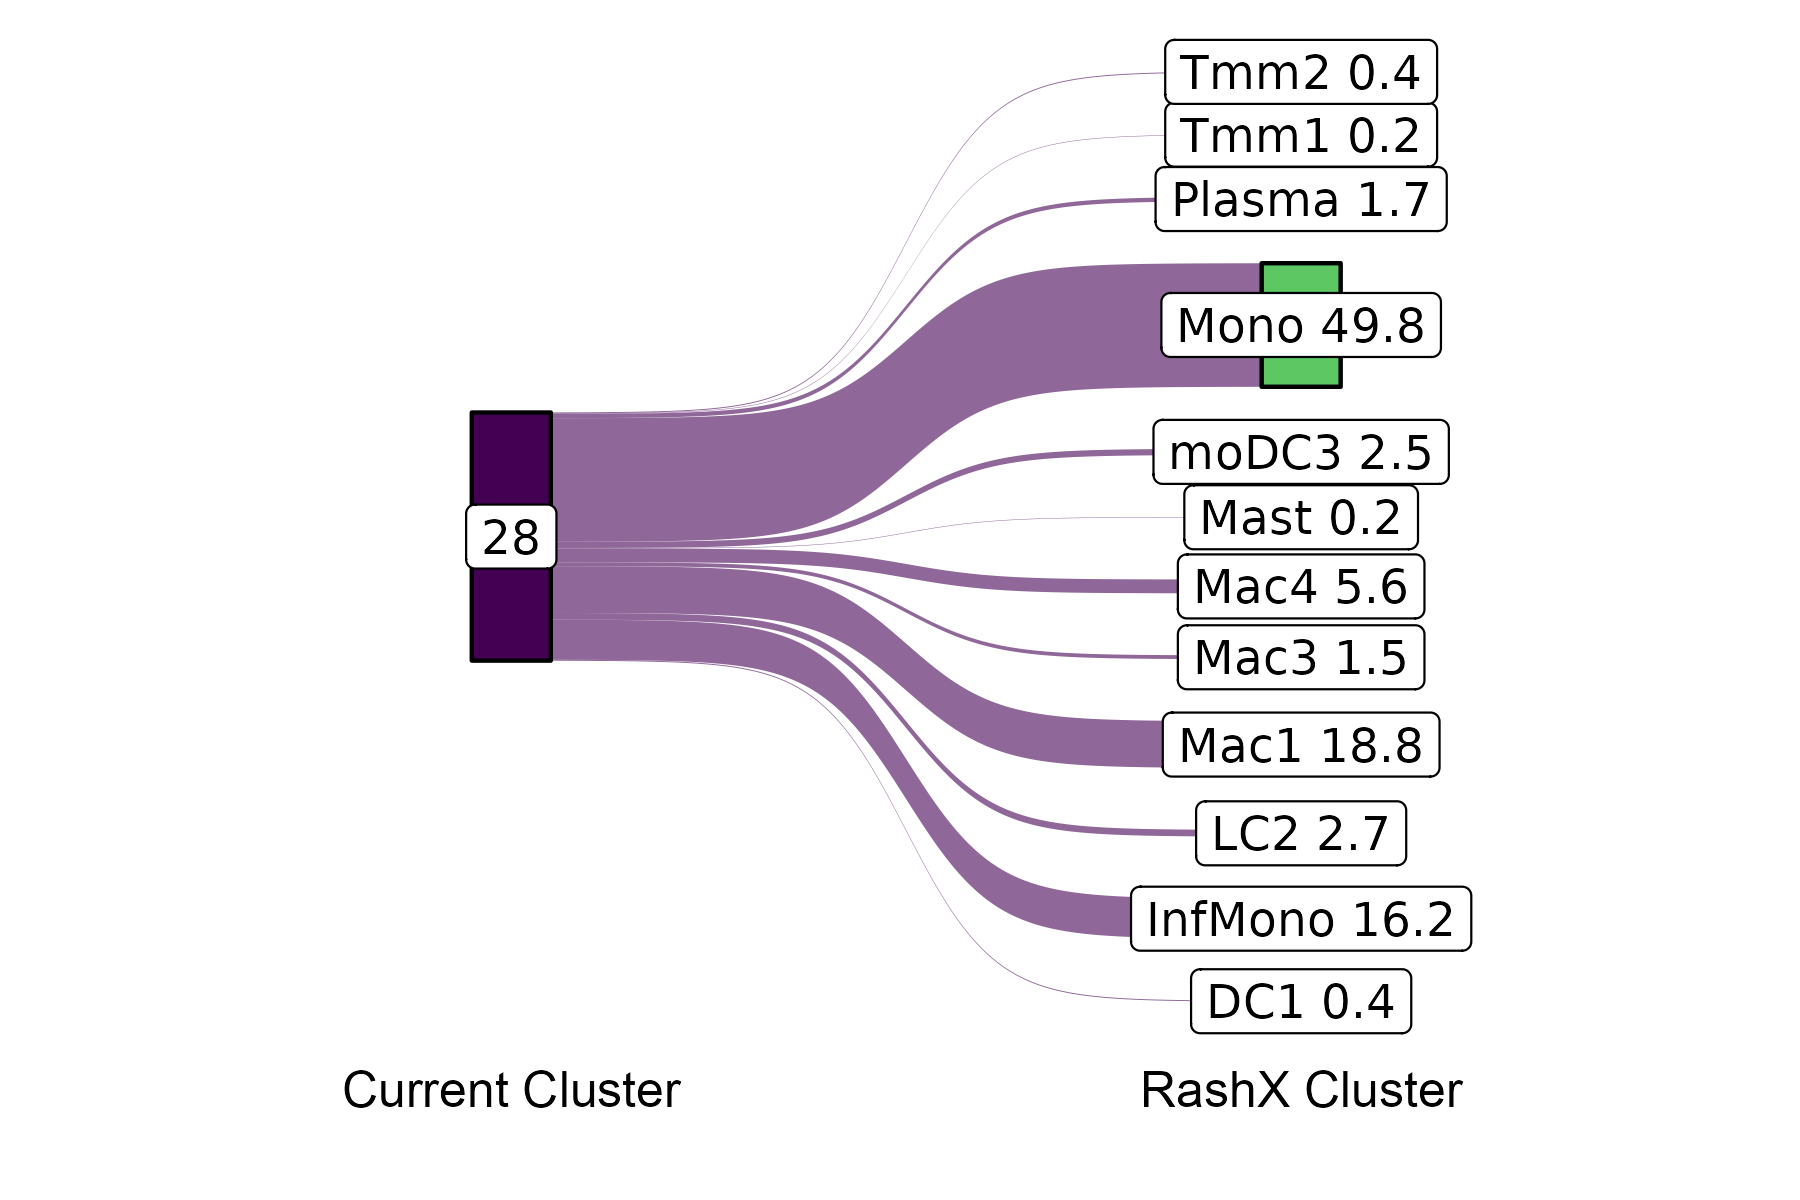 Tmm2 0.4
Tmm1 0.2
Plasma 1.7
Mono 49.8
moDC3 2.5
Mast 0.2
28
Mac4 5.6
Mac3 1.5
Mac1 18.8
LC2 2.7
InfMono 16.2
DC1 0.4
Current Cluster
RashX Cluster